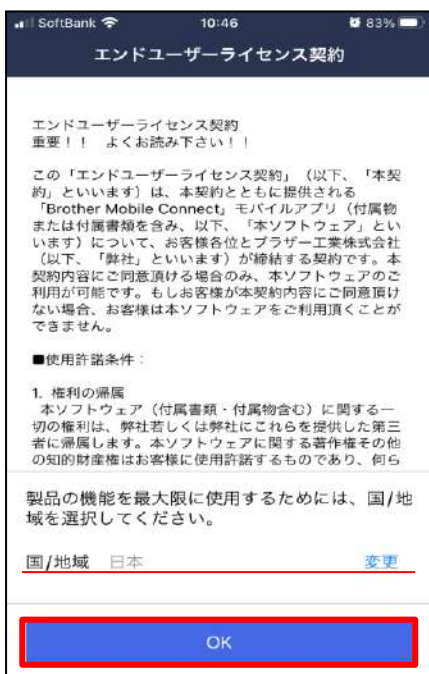 SoftBank 10:46 83%
エンドユーザーライセンス契約
エンドユーザーライセンス契約
重要！！　よくお読み下さい！！
この「エンドユーザーライセンス契約」（以下、「本契
約」といいます）は、本契約とともに提供される
「Brother Mobile Connect」モバイルアプリ（付属物
または付属書類を含み、以下、「本ソフトウェア」とい
います）について、お客様各位とブラザー工業株式会社
（以下、「弊社」といいます）が締結する契約です。本
契約内容にご同意頂ける場合のみ、本ソフトウェアのご
利用が可能です。もしお客様が本契約内容にご同意頂け
ない場合、お客様は本ソフトウェアをご利用頂くことが
できません。
■使用許諾条件：
1. 権利の帰属
本ソフトウェア（付属書類・付属物含む）に関する一
切の権利は、弊社若しくは弊社にこれらを提供した第三
者に帰属します。本ソフトウェアに関する著作権その他
の知的財産権はお客様に使用許諾するものであり、何ら
製品の機能を最大限に使用するためには、国/地
域を選択してください。
国/地域 日本 変更
OK